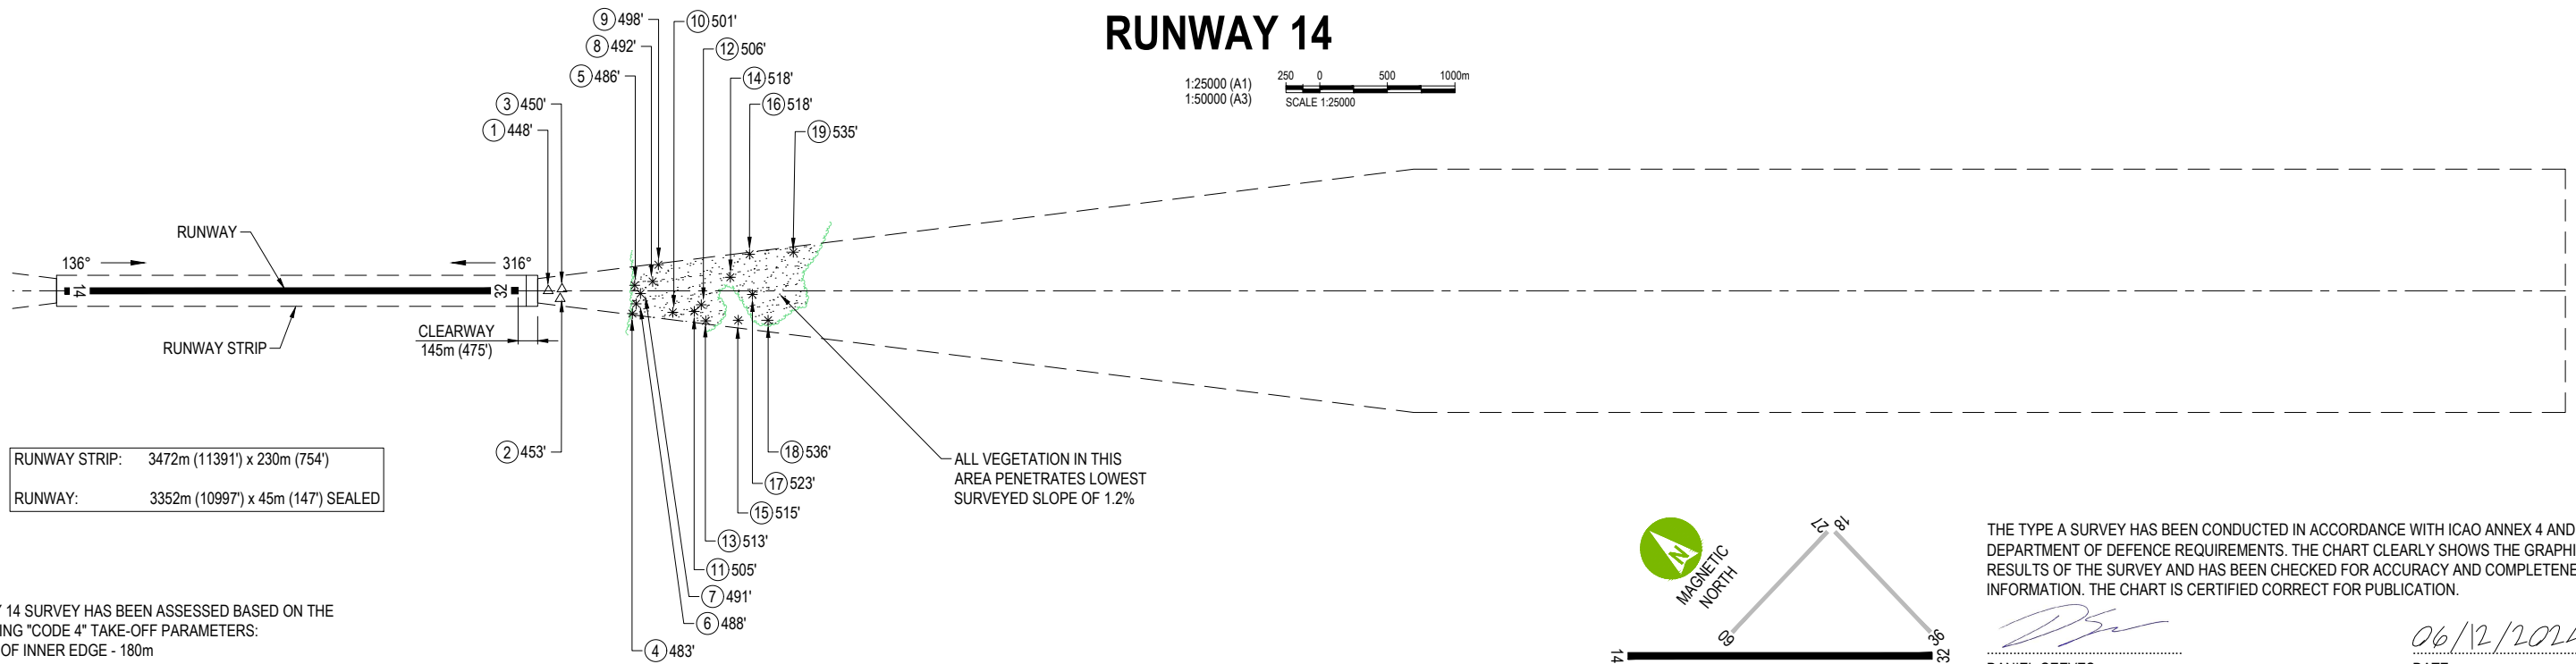 RUNWAY 14
1:25000 (A1)
1:50000 (A3)
250 0 500 1000m
SCALE 1:25000
9 498'
10 501'
8 492'
12 506'
5 486'
14 518'
3 450'
16 518'
1 448'
19 535'
RUNWAY
136°
316°
14
32
CLEARWAY
145m (475')
RUNWAY STRIP
2 453'
18 536'
17 523'
15 515'
13 513'
11 505'
7 491'
6 488'
4 483'
ALL VEGETATION IN THIS
AREA PENETRATES LOWEST
SURVEYED SLOPE OF 1.2%
RUNWAY STRIP: 3472m (11391') x 230m (754')
RUNWAY: 3352m (10997') x 45m (147') SEALED
14 SURVEY HAS BEEN ASSESSED BASED ON THE
"CODE 4" TAKE-OFF PARAMETERS:
OF INNER EDGE - 180m
N
MAGNETIC
NORTH
27
18
09
36
14
32
THE TYPE A SURVEY HAS BEEN CONDUCTED IN ACCORDANCE WITH ICAO ANNEX 4 AND
DEPARTMENT OF DEFENCE REQUIREMENTS. THE CHART CLEARLY SHOWS THE GRAPHI
RESULTS OF THE SURVEY AND HAS BEEN CHECKED FOR ACCURACY AND COMPLETENE
INFORMATION. THE CHART IS CERTIFIED CORRECT FOR PUBLICATION.
06/12/2024